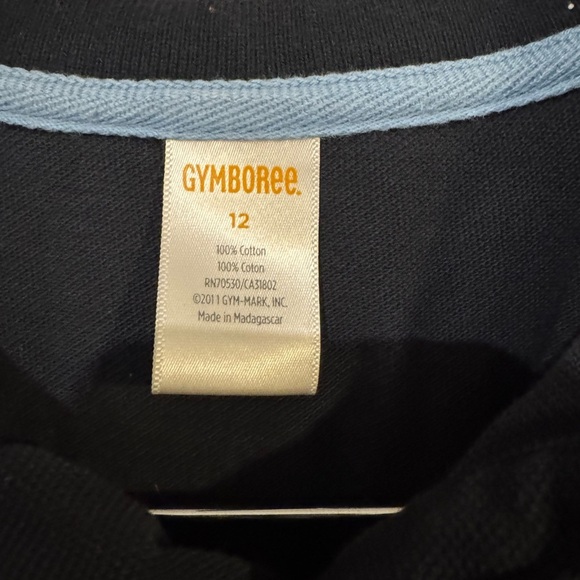 GYMBOREE.
12
100% Cotton
100% Coton
RN70530/CA31802
©2011 GYM-MARK, INC.
Made in Madagascar